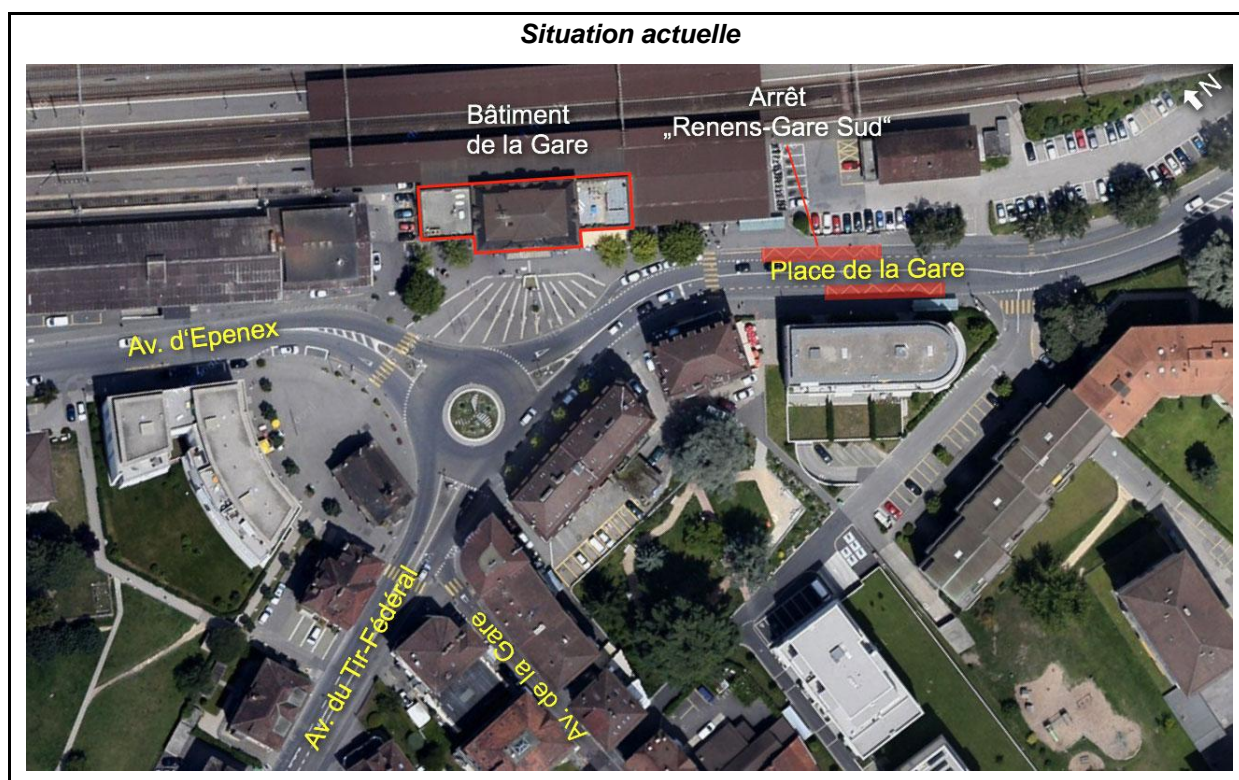 Situation actuelle
N
Arrêt
„Renens-Gare Sud“
Bâtiment
de la Gare
Place de la Gare
Av. d‘Epenex
Av. du Tir-Fédéral
Av. de la Gare